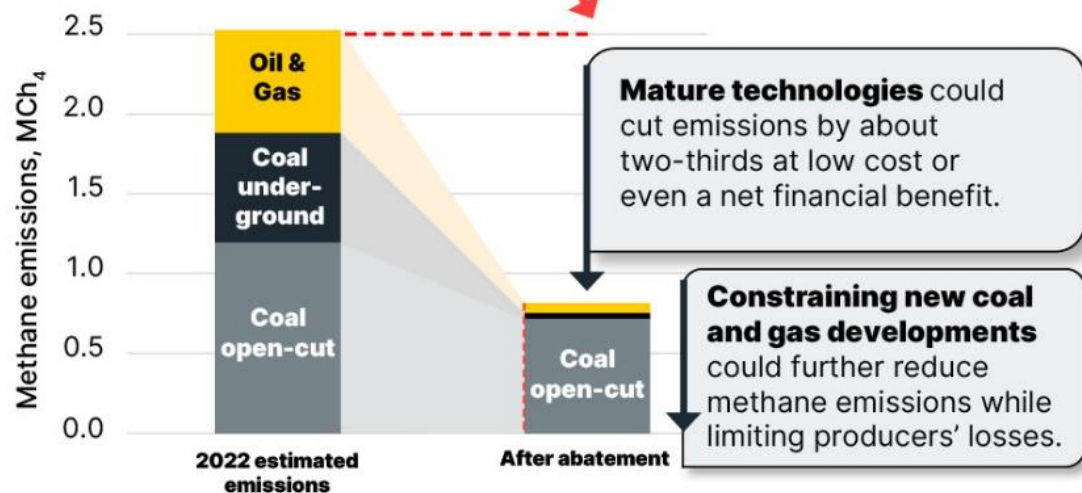 Methane emissions, MCh₄
2.5
2.0
1.5
1.0
0.5
0.0
Oil &
Gas
Coal
under-
ground
Coal
open-cut
2022 estimated
emissions
Coal
open-cut
After abatement
Mature technologies could
cut emissions by about
two-thirds at low cost or
even a net financial benefit.
Constraining new coal
and gas developments
could further reduce
methane emissions while
limiting producers’ losses.